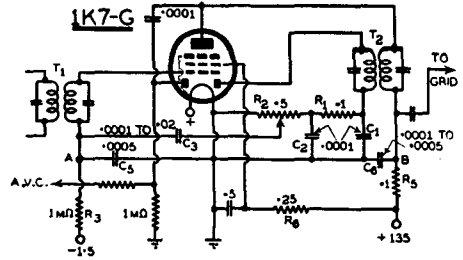 1K7-G
.0001
T1
T2
TO
GRID
+
R2 .5
R1 .1
.0001 TO
.0005
.02
C3
C2
C1
.0001
.0001 TO
.0005
A
C5
C6
B
A.V.C.
.1
R5
1MΩ
R3
1MΩ
.5
.25
R6
-1.5
+135